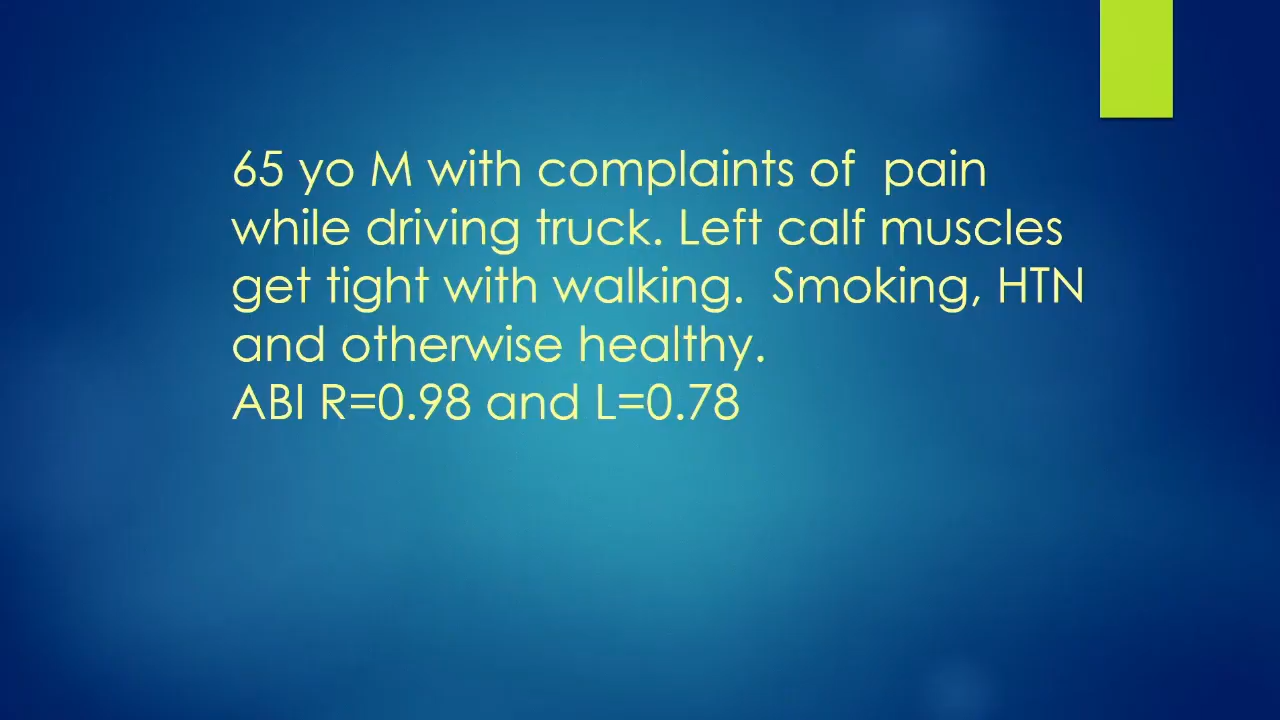 65 yo M with complaints of  pain
while driving truck. Left calf muscles
get tight with walking.  Smoking, HTN
and otherwise healthy.
ABI R=0.98 and L=0.78